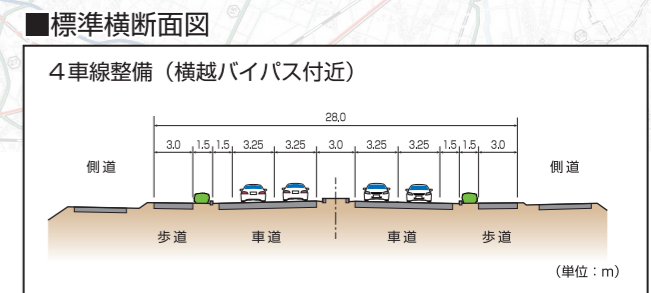 ■標準横断面図
4車線整備（横越バイパス付近）
28.0
3.0 1.5 1.5 3.25 3.25 3.0 3.25 3.25 1.5 1.5 3.0
側道 側道
歩道 車道 車道 歩道
（単位：m）